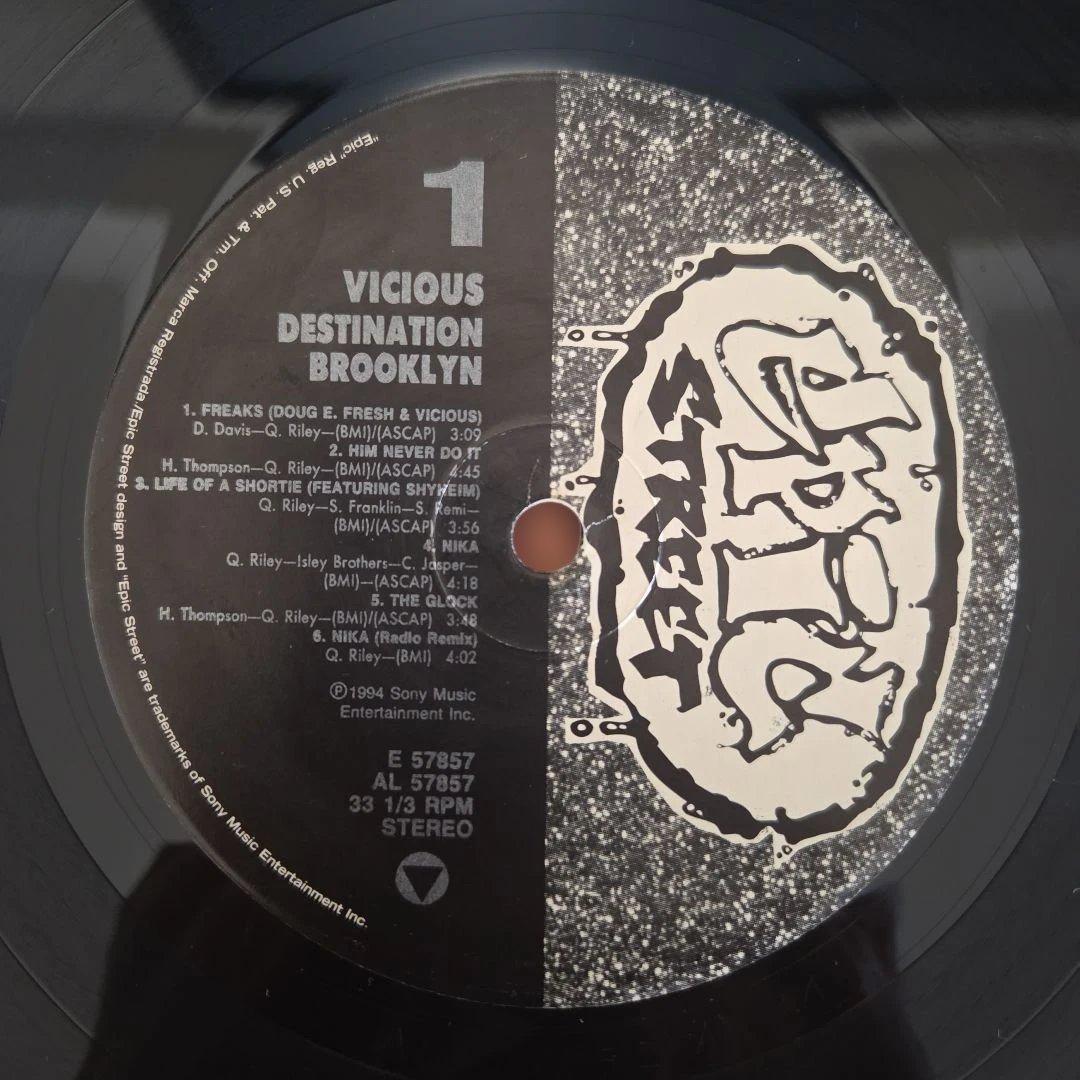 1
VICIOUS
DESTINATION
BROOKLYN
1. FREAKS (DOUG E. FRESH & VICIOUS)
D. Davis—Q. Riley—(BMI)/(ASCAP) 3:09
2. HIM NEVER DO IT
H. Thompson—Q. Riley—(BMI)/(ASCAP) 4:45
3. LIFE OF A SHORTIE (FEATURING SHYHEIM)
Q. Riley—S. Franklin—S. Remi—
(BMI)/(ASCAP) 3:56
4. NIKA
Q. Riley—Isley Brothers—C. Jasper—
(BMI)—(ASCAP) 4:18
5. THE GLOCK
H. Thompson—Q. Riley—(BMI)/(ASCAP) 3:48
6. NIKA (Radio Remix)
Q. Riley—(BMI) 4:02
℗1994 Sony Music
Entertainment Inc.
E 57857
AL 57857
33 1/3 RPM
STEREO
"Epic" Reg. U.S. Pat. & Tm. Off. Marca Registrada/Epic Street design and "Epic Street" are trademarks of Sony Music Entertainment Inc.
EPIC
STREET